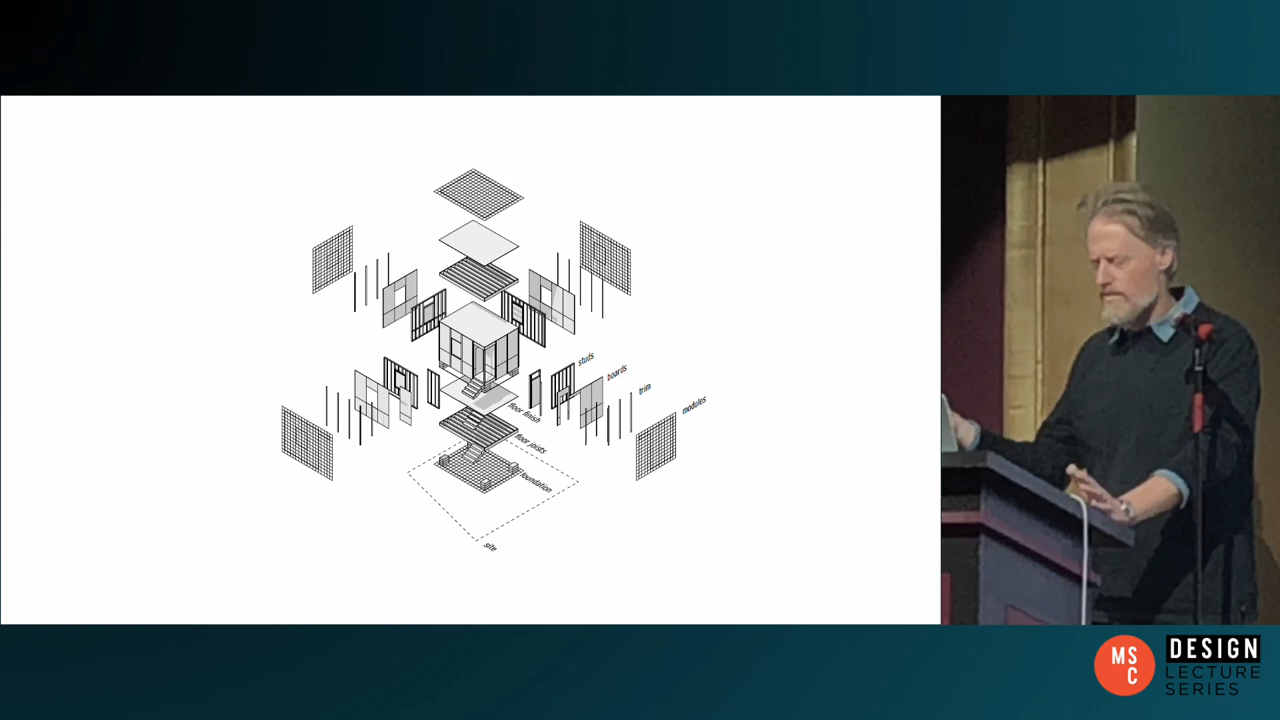 studs
boards
trim
modules
floor finish
floor joists
foundation
site
MSC
DESIGN
LECTURE
SERIES